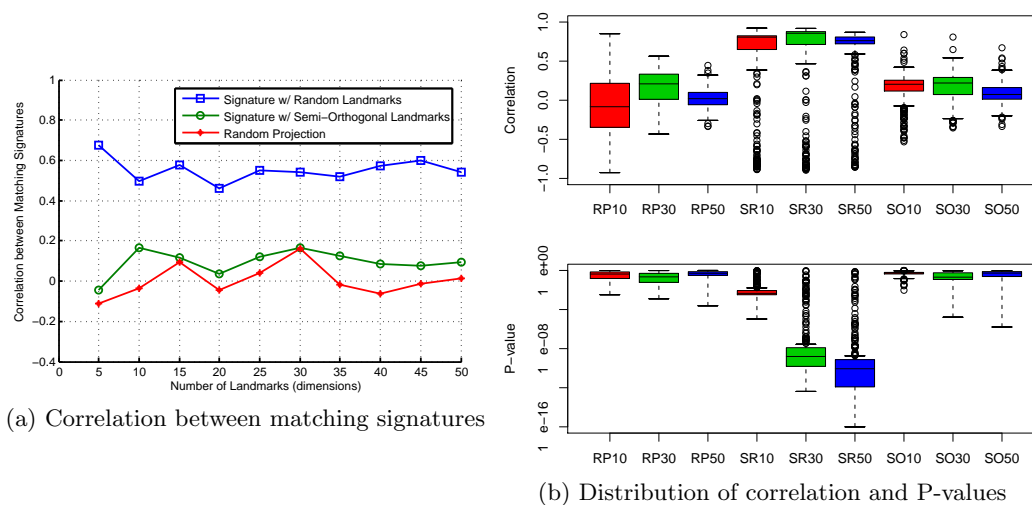 1
0.8
0.6
0.4
0.2
0
−0.2
−0.4
0 5 10 15 20 25 30 35 40 45 50
Correlation between Matching Signatures
Number of Landmarks (dimensions)
Signature w/ Random Landmarks
Signature w/ Semi−Orthogonal Landmarks
Random Projection
(a) Correlation between matching signatures
Correlation
1.0
0.5
0.0
−0.5
−1.0
RP10 RP30 RP50 SR10 SR30 SR50 SO10 SO30 SO50
P-value
1 e−16 1 e−08 1 e+00
RP10 RP30 RP50 SR10 SR30 SR50 SO10 SO30 SO50
(b) Distribution of correlation and P-values